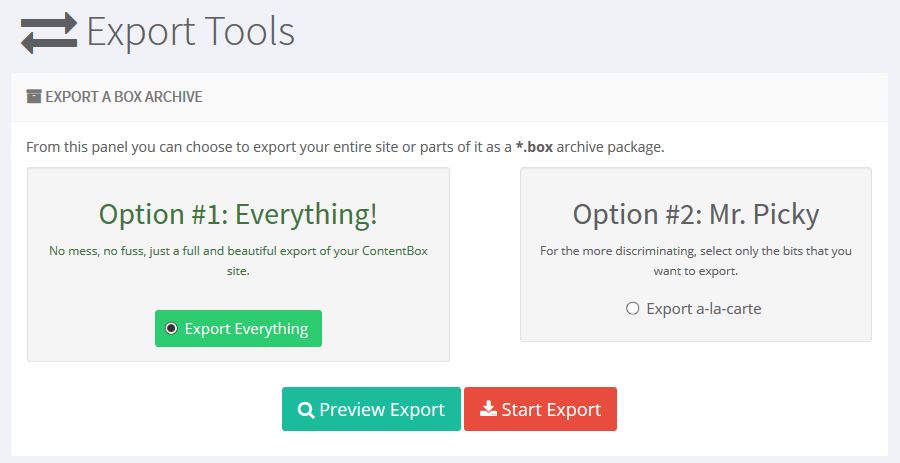 Export Tools
EXPORT A BOX ARCHIVE
From this panel you can choose to export your entire site or parts of it as a *.box archive package.
Option #1: Everything!
No mess, no fuss, just a full and beautiful export of your ContentBox
site.
Export Everything
Option #2: Mr. Picky
For the more discriminating, select only the bits that you
want to export.
Export a-la-carte
Preview Export
Start Export